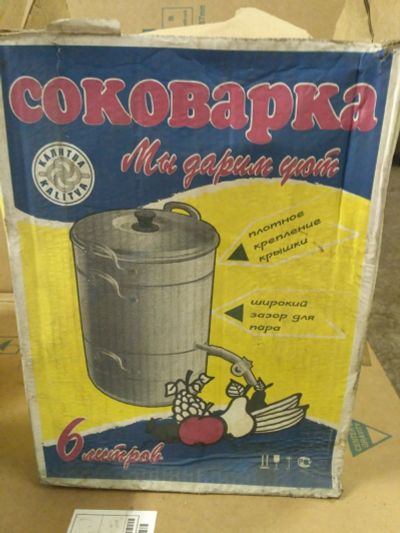 СОКОВАРКА
Мы дарим уют
КАЛИТВА
KALITVA
плотное
крепление
крышки
широкий
зазор для
пара
6 литров